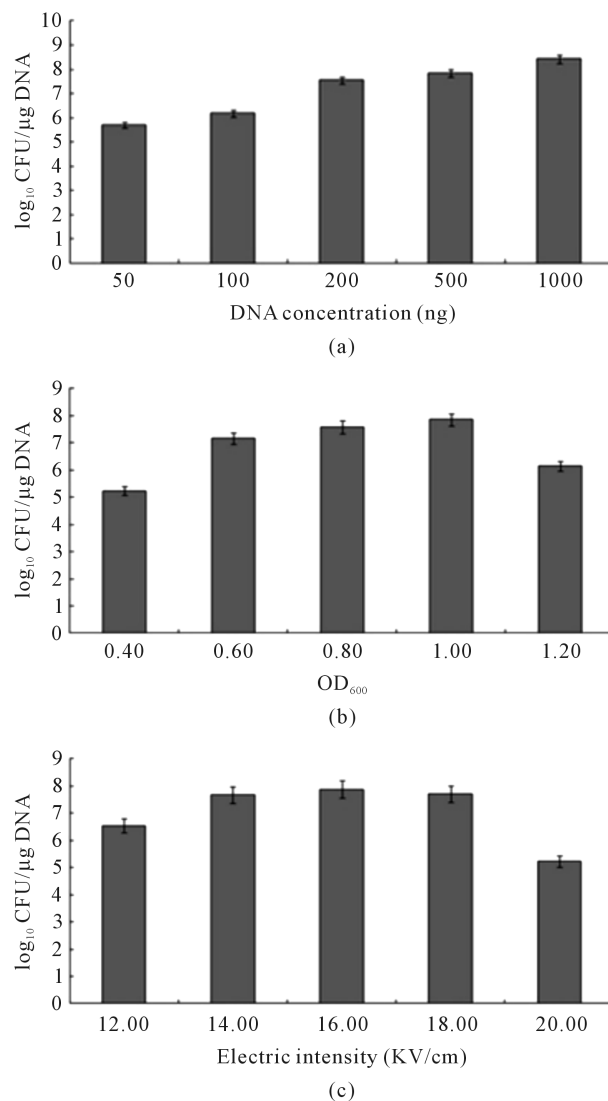 log₁₀ CFU/µg DNA
10
9
8
7
6
5
4
3
2
1
0
50 100 200 500 1000
DNA concentration (ng)
(a)
log₁₀ CFU/µg DNA
9
8
7
6
5
4
3
2
1
0
0.40 0.60 0.80 1.00 1.20
OD₆₀₀
(b)
log₁₀ CFU/µg DNA
9
8
7
6
5
4
3
2
1
0
12.00 14.00 16.00 18.00 20.00
Electric intensity (KV/cm)
(c)